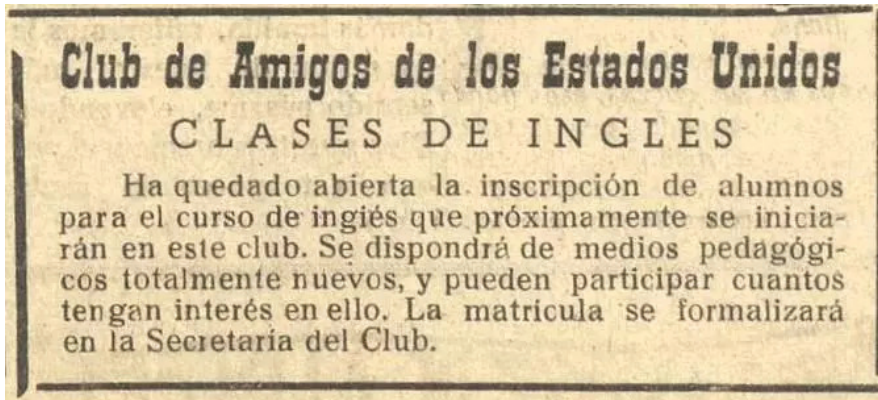 Club de Amigos de los Estados Unidos
CLASES DE INGLES
Ha quedado abierta la inscripción de alumnos
para el curso de ingiés que próximamente se inicia-
rán en este club. Se dispondrá de medios pedagógi-
cos totalmente nuevos, y pueden participar cuantos
tengan interés en ello. La matrícula se formalizará
en la Secretaría del Club.